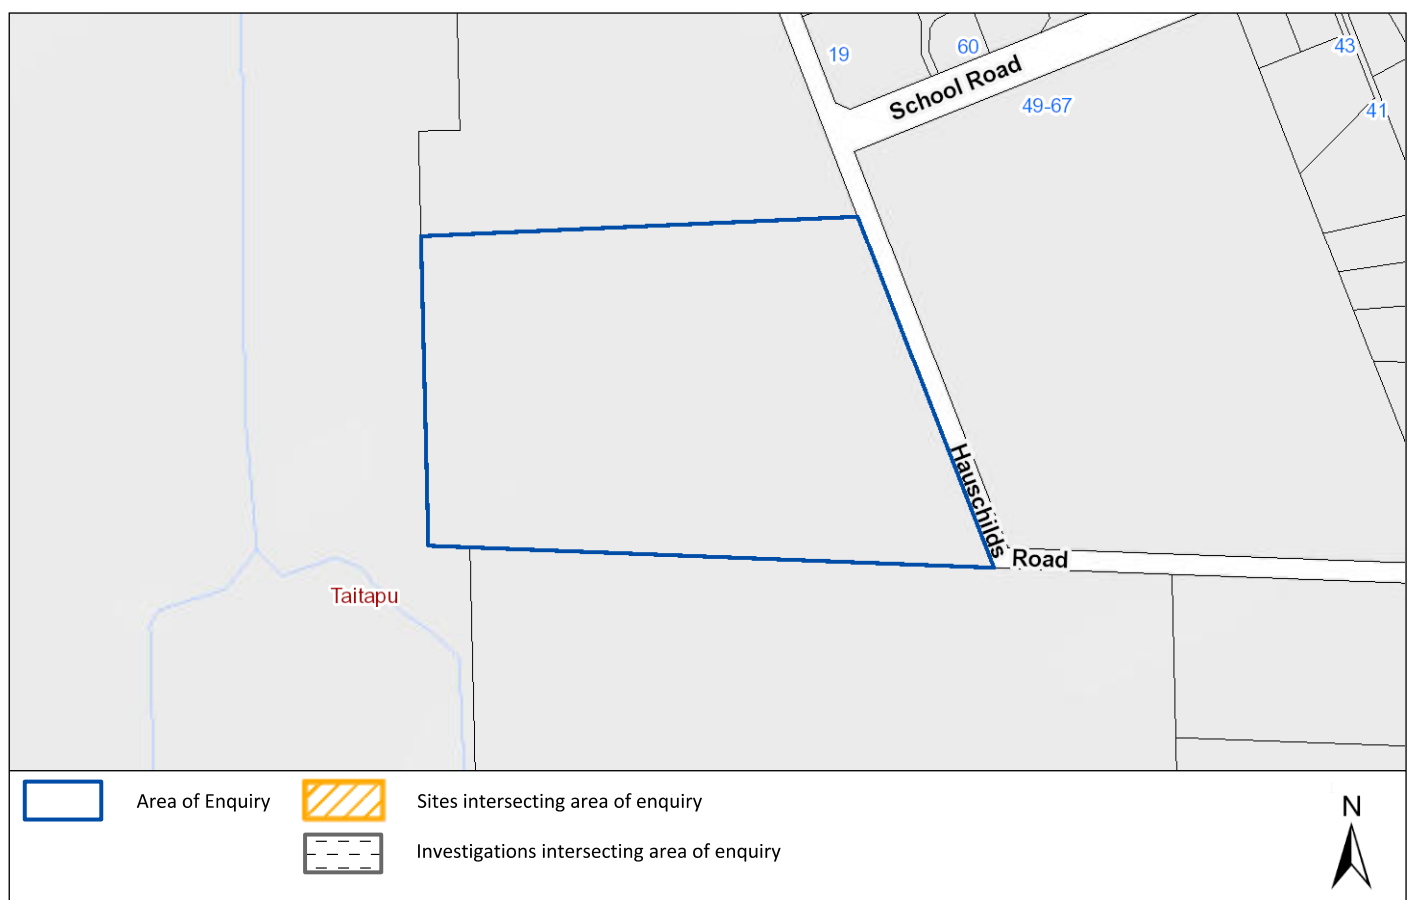 19
60
43
School Road
49-67
41
Hauschilds
Road
Taitapu
Area of Enquiry
Sites intersecting area of enquiry
N
Investigations intersecting area of enquiry